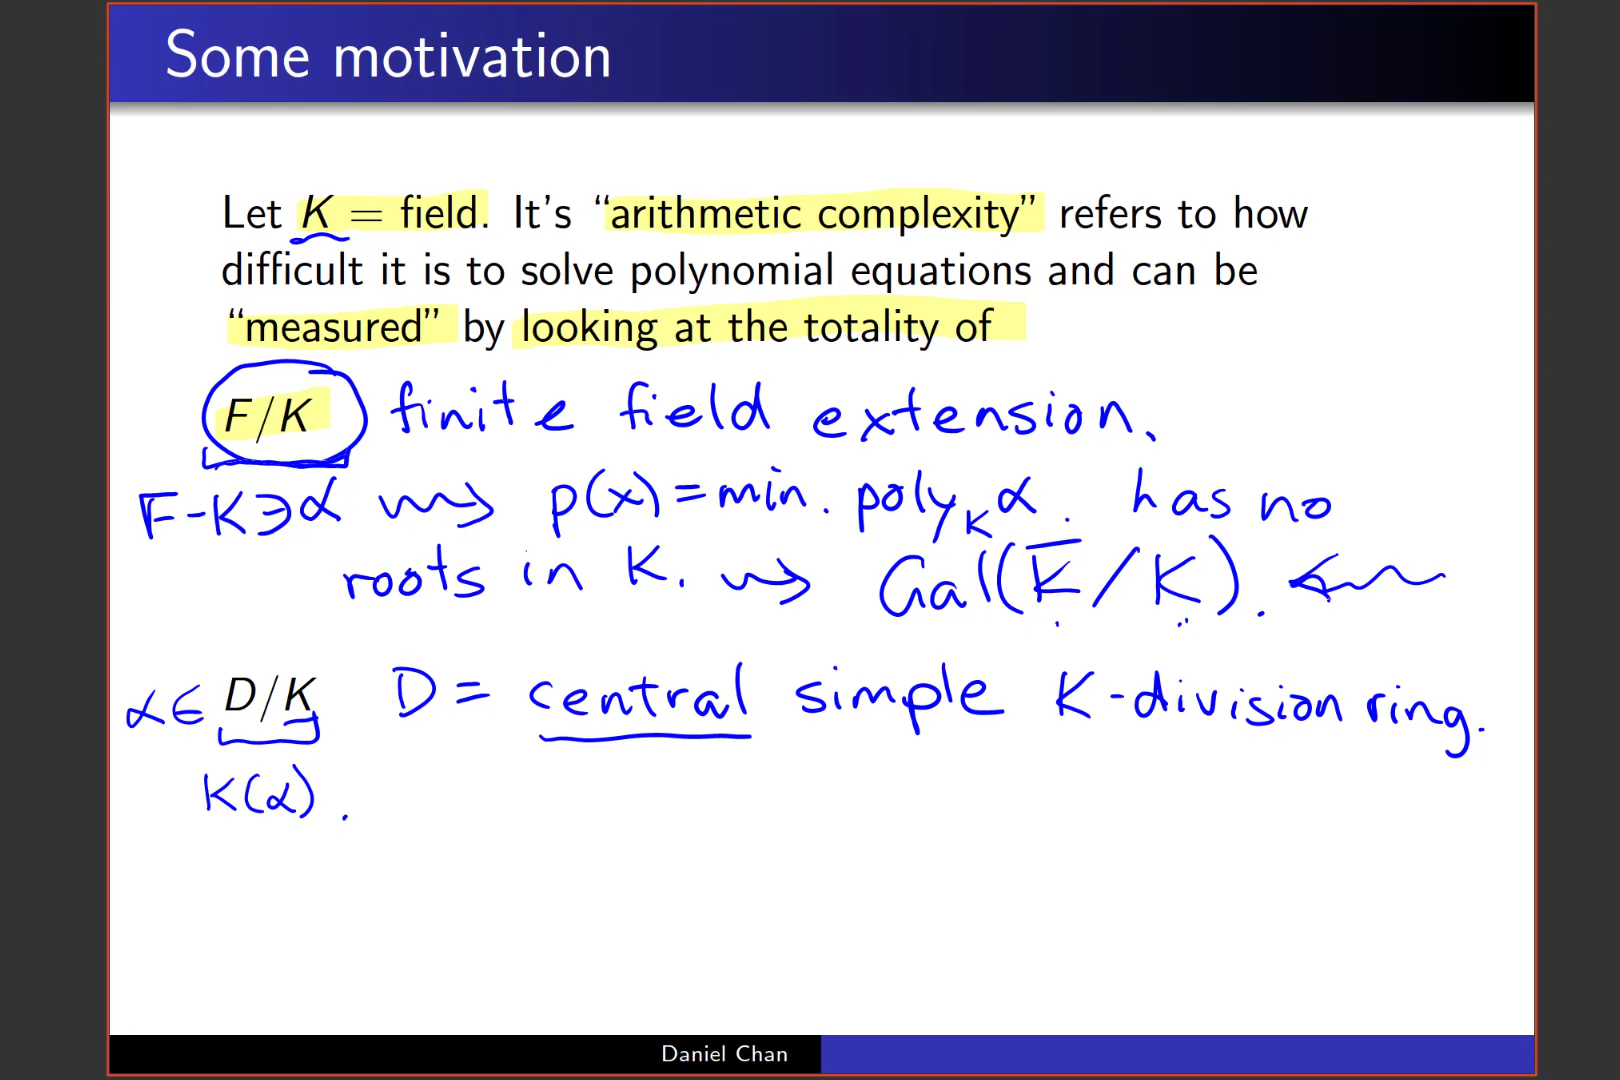 Some motivation
Let K = field. It's “arithmetic complexity” refers to how
difficult it is to solve polynomial equations and can be
“measured” by looking at the totality of
F/K finite field extension.
F-K∋α ⇝ p(x)=min. poly_K α. has no
roots in K. ⇝ Gal(K̅/K).
α∈ D/K D = central simple K-division ring.
K(α).
Daniel Chan